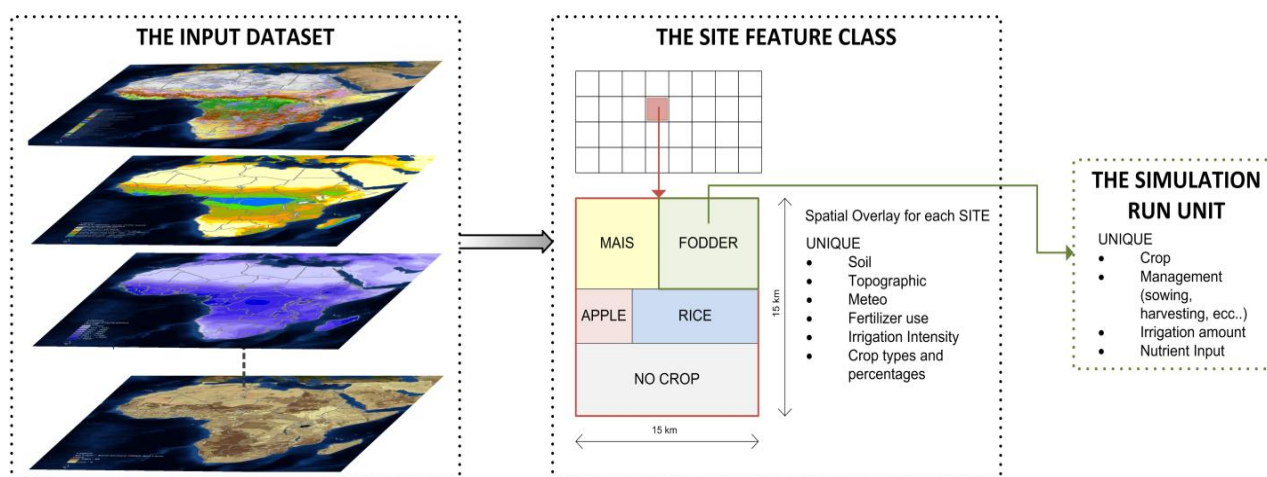 THE INPUT DATASET
THE SITE FEATURE CLASS
MAIS
FODDER
APPLE
RICE
NO CROP
15 km
15 km
Spatial Overlay for each SITE
UNIQUE
• Soil
• Topographic
• Meteo
• Fertilizer use
• Irrigation Intensity
• Crop types and
percentages
THE SIMULATION
RUN UNIT
UNIQUE
• Crop
• Management
(sowing,
harvesting, ecc..)
• Irrigation amount
• Nutrient Input